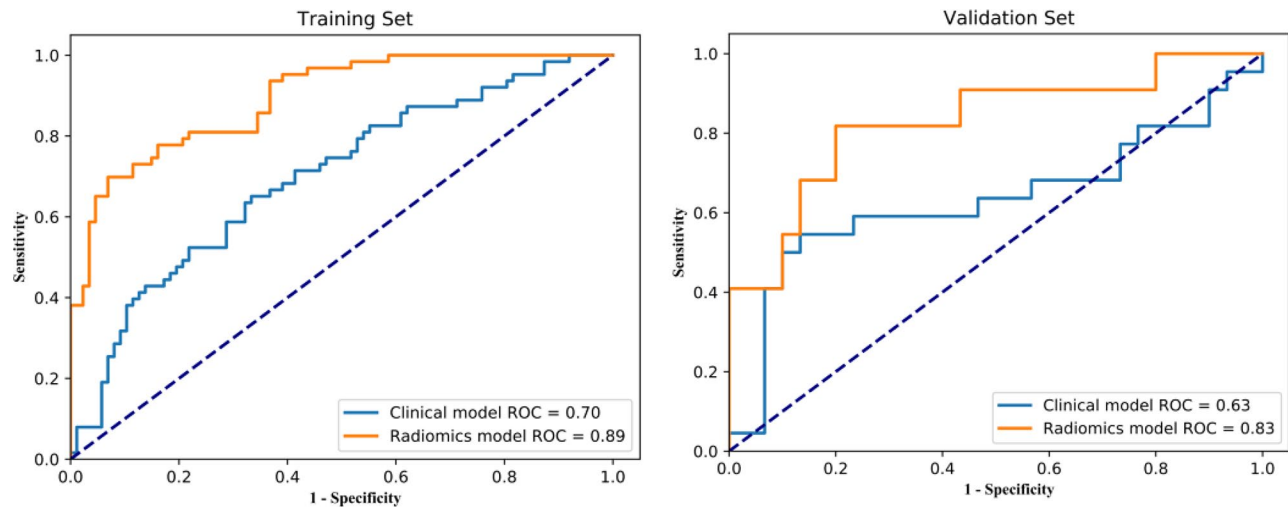 Training Set
1.0
0.8
0.6
0.4
0.2
0.0
Sensitivity
0.0 0.2 0.4 0.6 0.8 1.0
1 - Specificity
Clinical model ROC = 0.70
Radiomics model ROC = 0.89
Validation Set
1.0
0.8
0.6
0.4
0.2
0.0
Sensitivity
0.0 0.2 0.4 0.6 0.8 1.0
1 - Specificity
Clinical model ROC = 0.63
Radiomics model ROC = 0.83